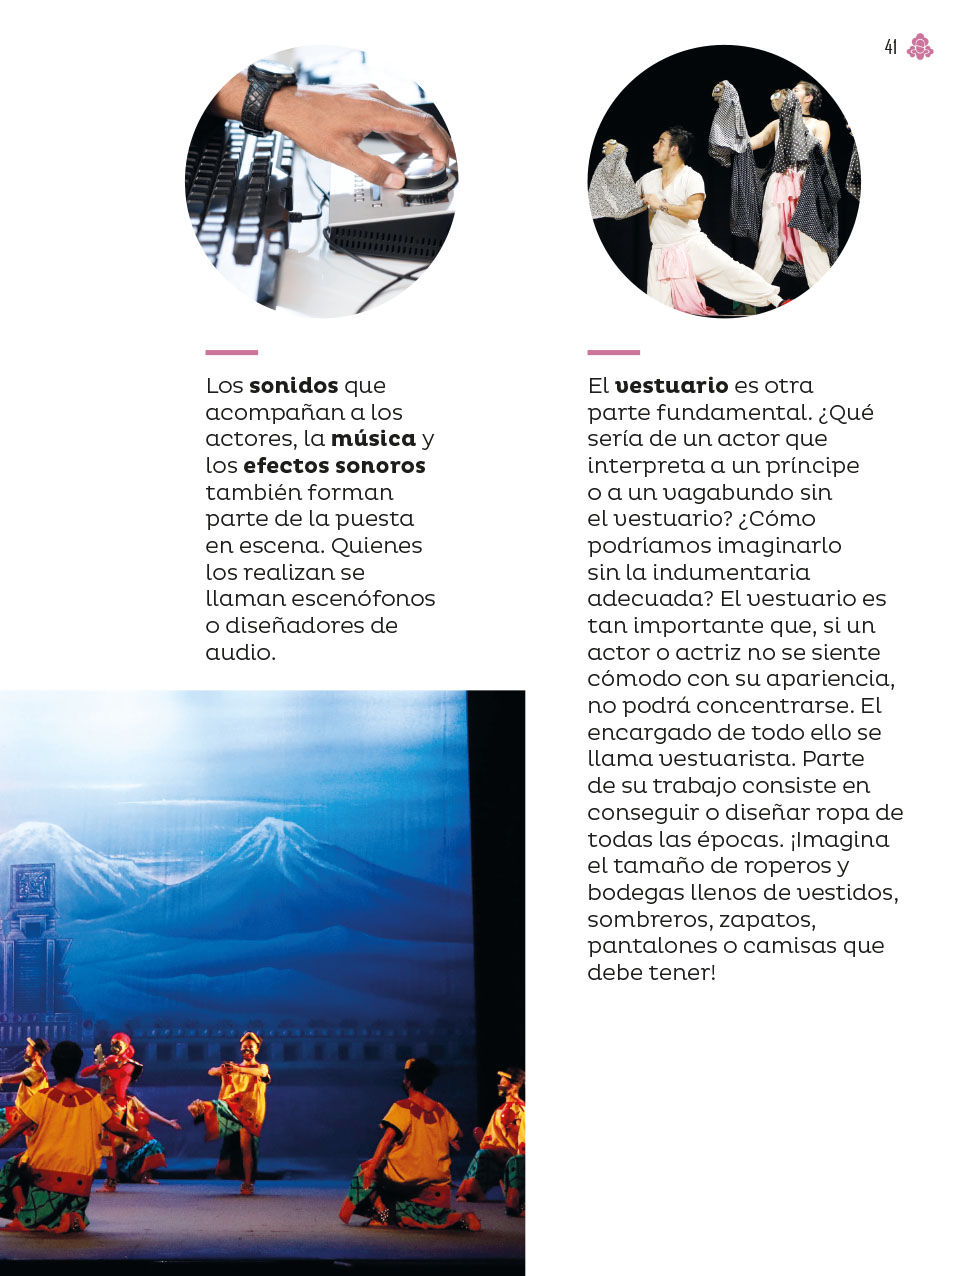 41
Los sonidos que
acompañan a los
actores, la música y
los efectos sonoros
también forman
parte de la puesta
en escena. Quienes
los realizan se
llaman escenófonos
o diseñadores de
audio.
El vestuario es otra
parte fundamental. ¿Qué
sería de un actor que
interpreta a un príncipe
o a un vagabundo sin
el vestuario? ¿Cómo
podríamos imaginarlo
sin la indumentaria
adecuada? El vestuario es
tan importante que, si un
actor o actriz no se siente
cómodo con su apariencia,
no podrá concentrarse. El
encargado de todo ello se
llama vestuarista. Parte
de su trabajo consiste en
conseguir o diseñar ropa de
todas las épocas. ¡Imagina
el tamaño de roperos y
bodegas llenos de vestidos,
sombreros, zapatos,
pantalones o camisas que
debe tener!